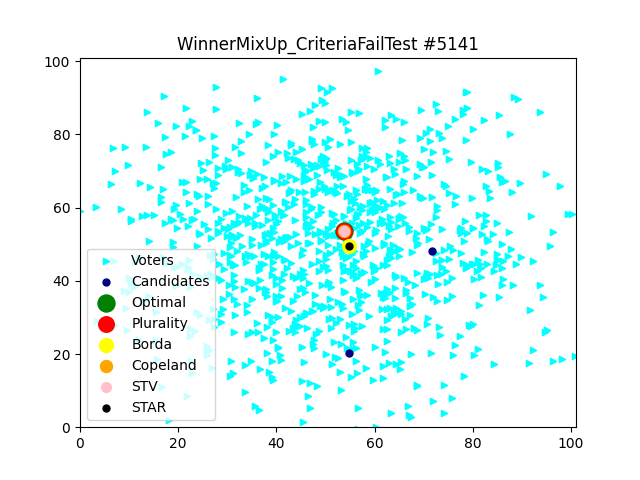 WinnerMixUp_CriteriaFailTest #5141
100
80
60
40
20
0
0 20 40 60 80 100
Voters
Candidates
Optimal
Plurality
Borda
Copeland
STV
STAR